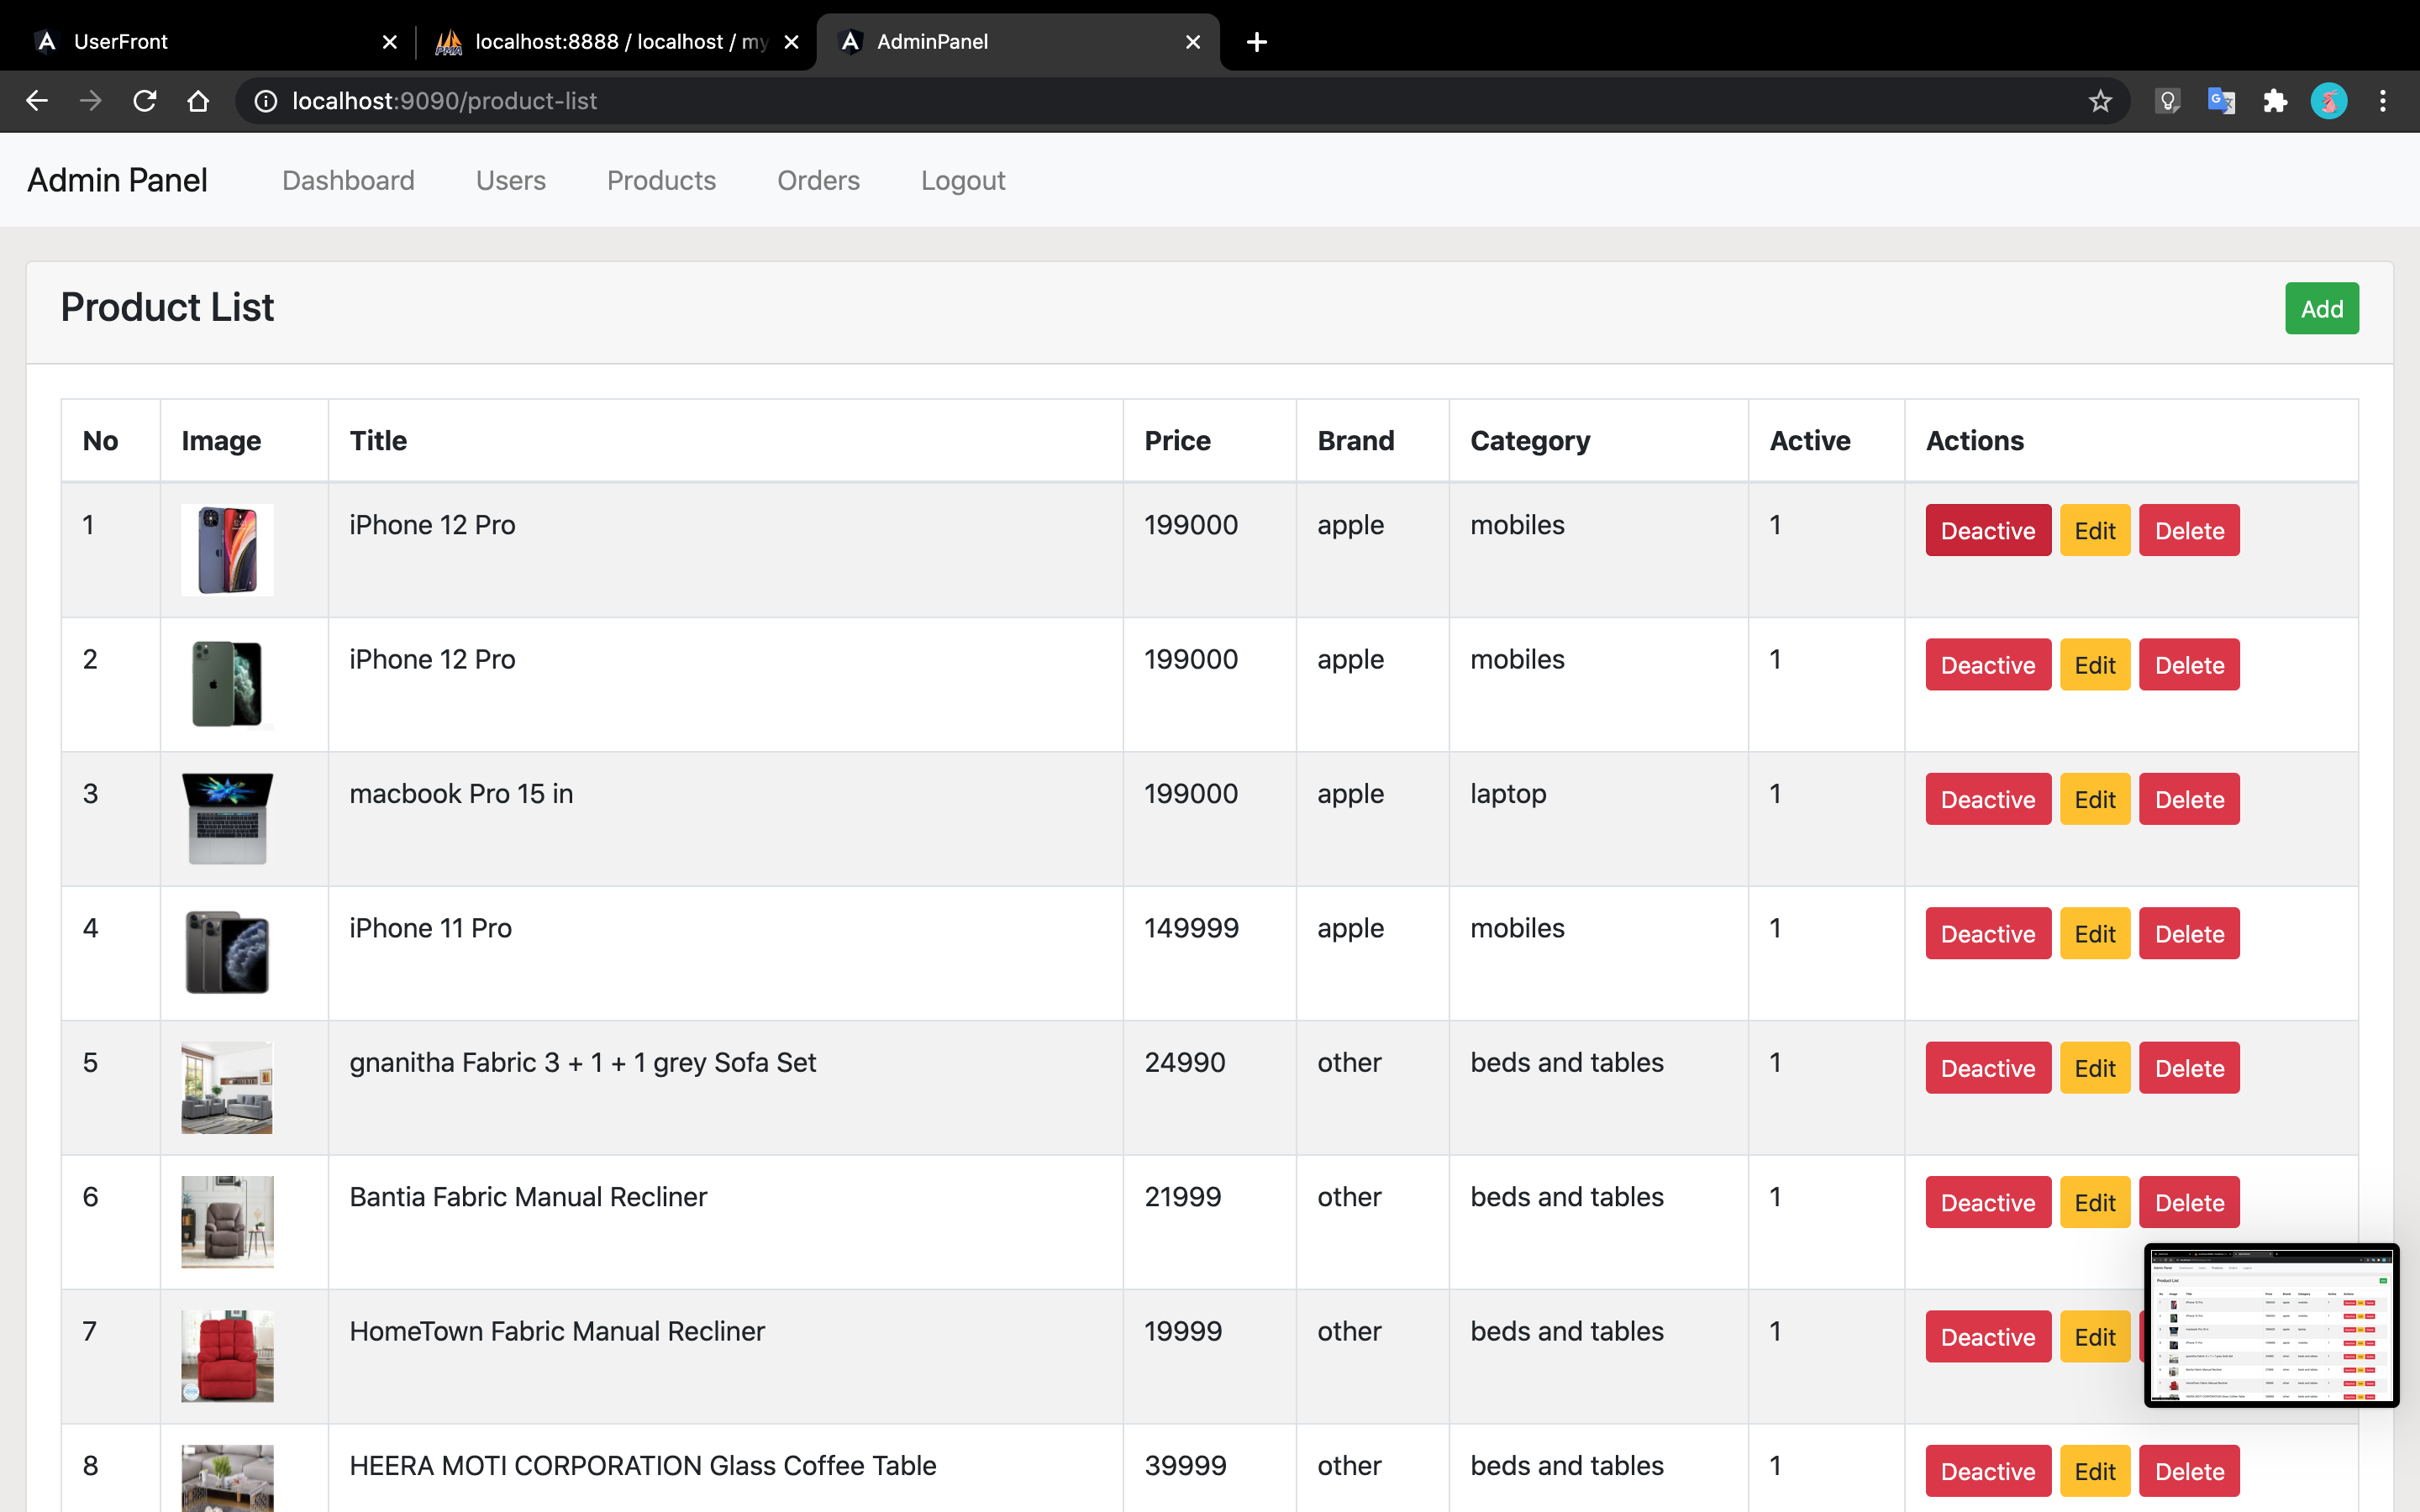 UserFront
localhost:8888 / localhost / my
AdminPanel
localhost:9090/product-list
Admin Panel Dashboard Users Products Orders Logout
Product List Add
No Image Title Price Brand Category Active Actions
1 iPhone 12 Pro 199000 apple mobiles 1 Deactive Edit Delete
2 iPhone 12 Pro 199000 apple mobiles 1 Deactive Edit Delete
3 macbook Pro 15 in 199000 apple laptop 1 Deactive Edit Delete
4 iPhone 11 Pro 149999 apple mobiles 1 Deactive Edit Delete
5 gnanitha Fabric 3 + 1 + 1 grey Sofa Set 24990 other beds and tables 1 Deactive Edit Delete
6 Bantia Fabric Manual Recliner 21999 other beds and tables 1 Deactive Edit Delete
7 HomeTown Fabric Manual Recliner 19999 other beds and tables 1 Deactive Edit
8 HEERA MOTI CORPORATION Glass Coffee Table 39999 other beds and tables 1 Deactive Edit Delete